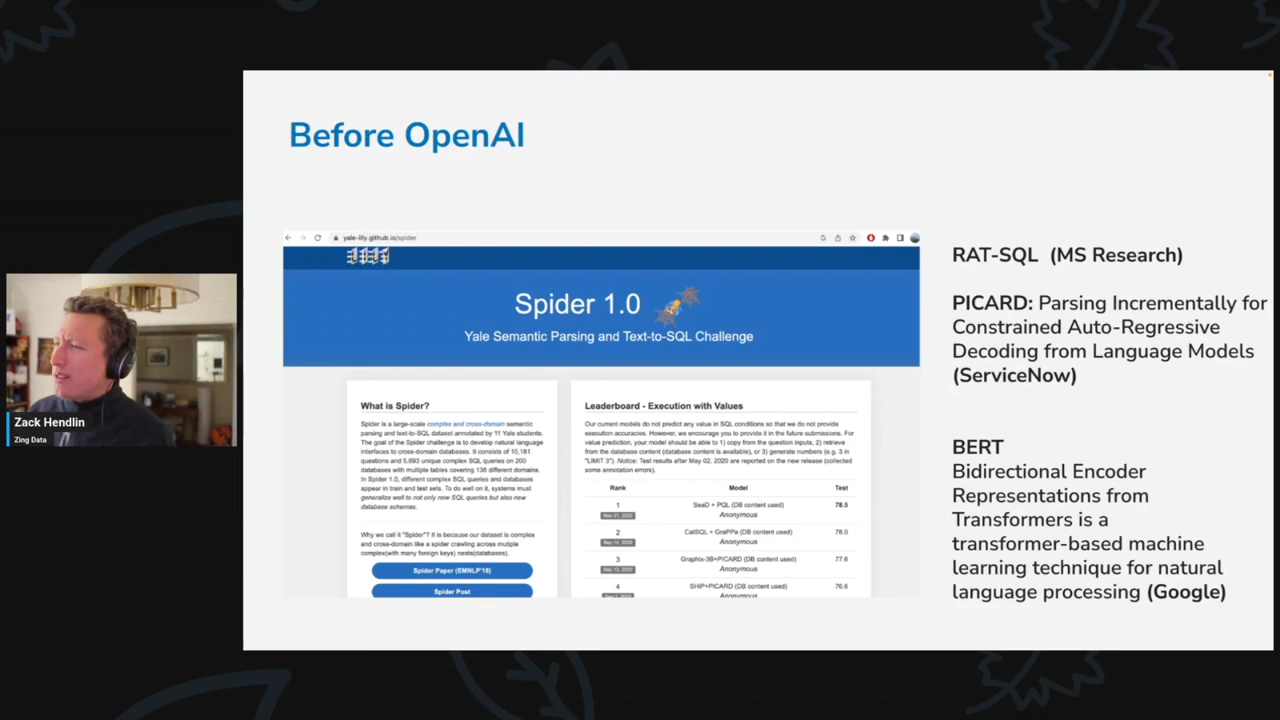 Before OpenAI
yale-lily.github.io/spider
Spider 1.0
Yale Semantic Parsing and Text-to-SQL Challenge
What is Spider?
Spider is a large-scale complex and cross-domain semantic
parsing and text-to-SQL dataset annotated by 11 Yale students.
The goal of the Spider challenge is to develop natural language
interfaces to cross-domain databases. It consists of 10,181
questions and 5,693 unique complex SQL queries on 200
databases with multiple tables covering 138 different domains.
In Spider 1.0, different complex SQL queries and databases
appear in train and test sets. To do well on it, systems must
generalize well to not only new SQL queries but also new
database schemas.
Why we call it "Spider"? It is because our dataset is complex
and cross-domain like a spider crawling across mutiple
complex(with many foreign keys) nests(databases).
Spider Paper (EMNLP'18)
Spider Post
Leaderboard - Execution with Values
Our current models do not predict any value in SQL conditions so that we do not provide
execution accuracies. However, we encourage you to provide it in the future submissions. For
value prediction, your model should be able to 1) copy from the question inputs, 2) retrieve
from the database content (database content is available), or 3) generate numbers (e.g. 3 in
"LIMIT 3"). Notice: Test results after May 02, 2020 are reported on the new release (collected
some annotation errors).
Rank Model Test
1 SeaD + PQL (DB content used) 78.5
Nov 21, 2022 Anonymous
2 CatSQL + GraPPa (DB content used) 78.0
Sep 14, 2022 Anonymous
3 Graphix-3B+PICARD (DB content used) 77.6
Sep 13, 2022 Anonymous
4 SHiP+PICARD (DB content used) 76.6
Anonymous
RAT-SQL (MS Research)
PICARD: Parsing Incrementally for
Constrained Auto-Regressive
Decoding from Language Models
(ServiceNow)
BERT
Bidirectional Encoder
Representations from
Transformers is a
transformer-based machine
learning technique for natural
language processing (Google)
Zack Hendlin
Zing Data